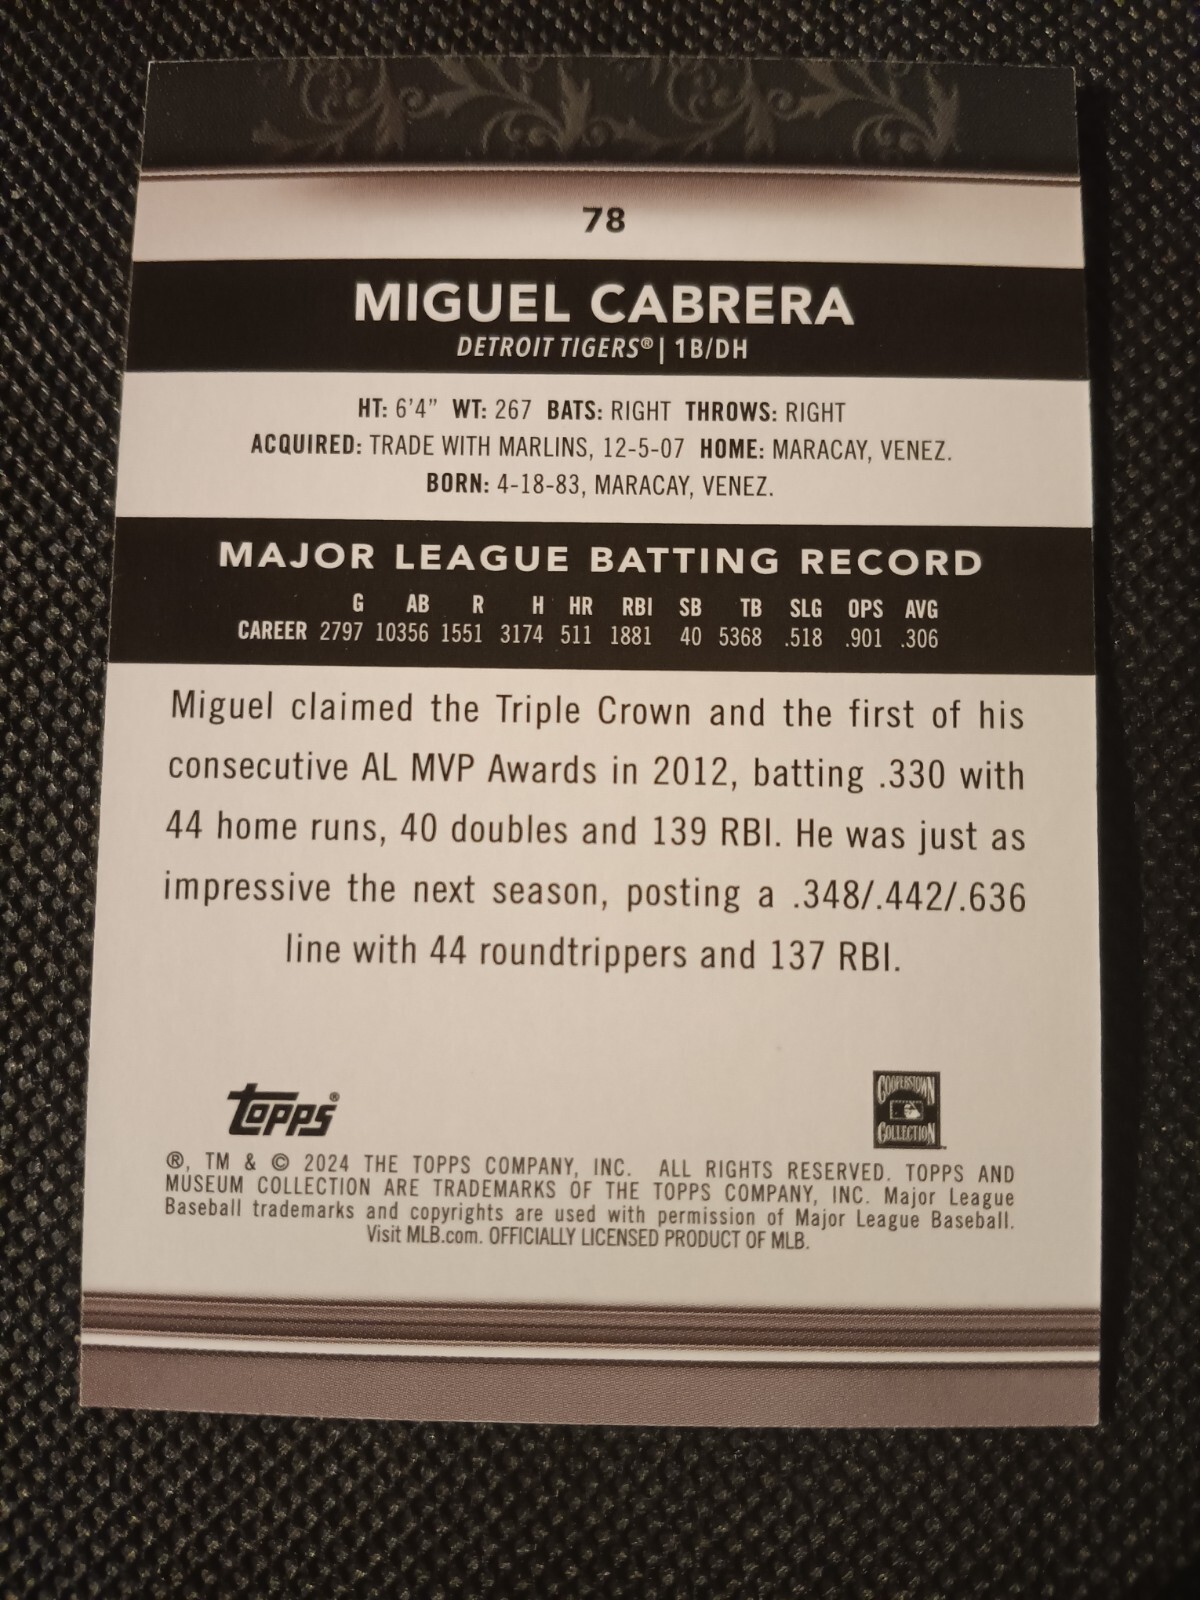 78
MIGUEL CABRERA
DETROIT TIGERS® | 1B/DH
HT: 6'4" WT: 267 BATS: RIGHT THROWS: RIGHT
ACQUIRED: TRADE WITH MARLINS, 12-5-07 HOME: MARACAY, VENEZ.
BORN: 4-18-83, MARACAY, VENEZ.
MAJOR LEAGUE BATTING RECORD
G AB R H HR RBI SB TB SLG OPS AVG
CAREER 2797 10356 1551 3174 511 1881 40 5368 .518 .901 .306
Miguel claimed the Triple Crown and the first of his
consecutive AL MVP Awards in 2012, batting .330 with
44 home runs, 40 doubles and 139 RBI. He was just as
impressive the next season, posting a .348/.442/.636
line with 44 roundtrippers and 137 RBI.
Topps®
COOPERSTOWN
COLLECTION
®, TM & © 2024 THE TOPPS COMPANY, INC. ALL RIGHTS RESERVED. TOPPS AND
MUSEUM COLLECTION ARE TRADEMARKS OF THE TOPPS COMPANY, INC. Major League
Baseball trademarks and copyrights are used with permission of Major League Baseball.
Visit MLB.com. OFFICIALLY LICENSED PRODUCT OF MLB.